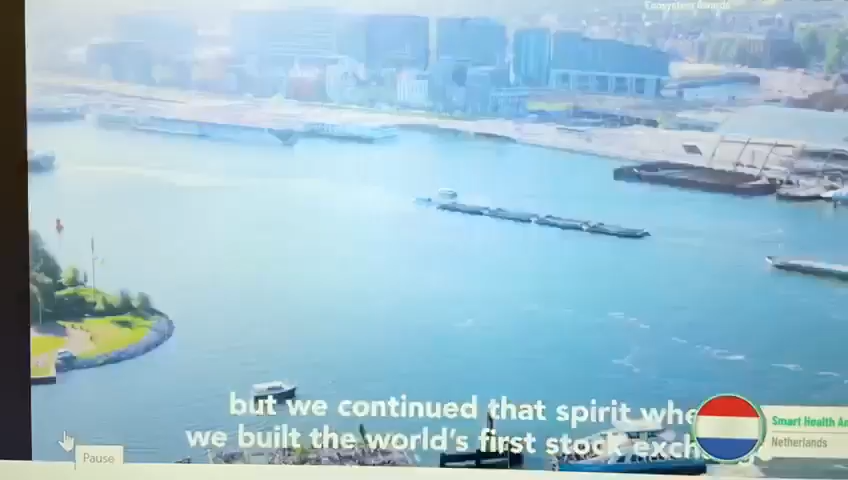 Ecosystem Awards
but we continued that spirit whe
we built the world's first stock exch
Smart Health Am
Netherlands
Pause